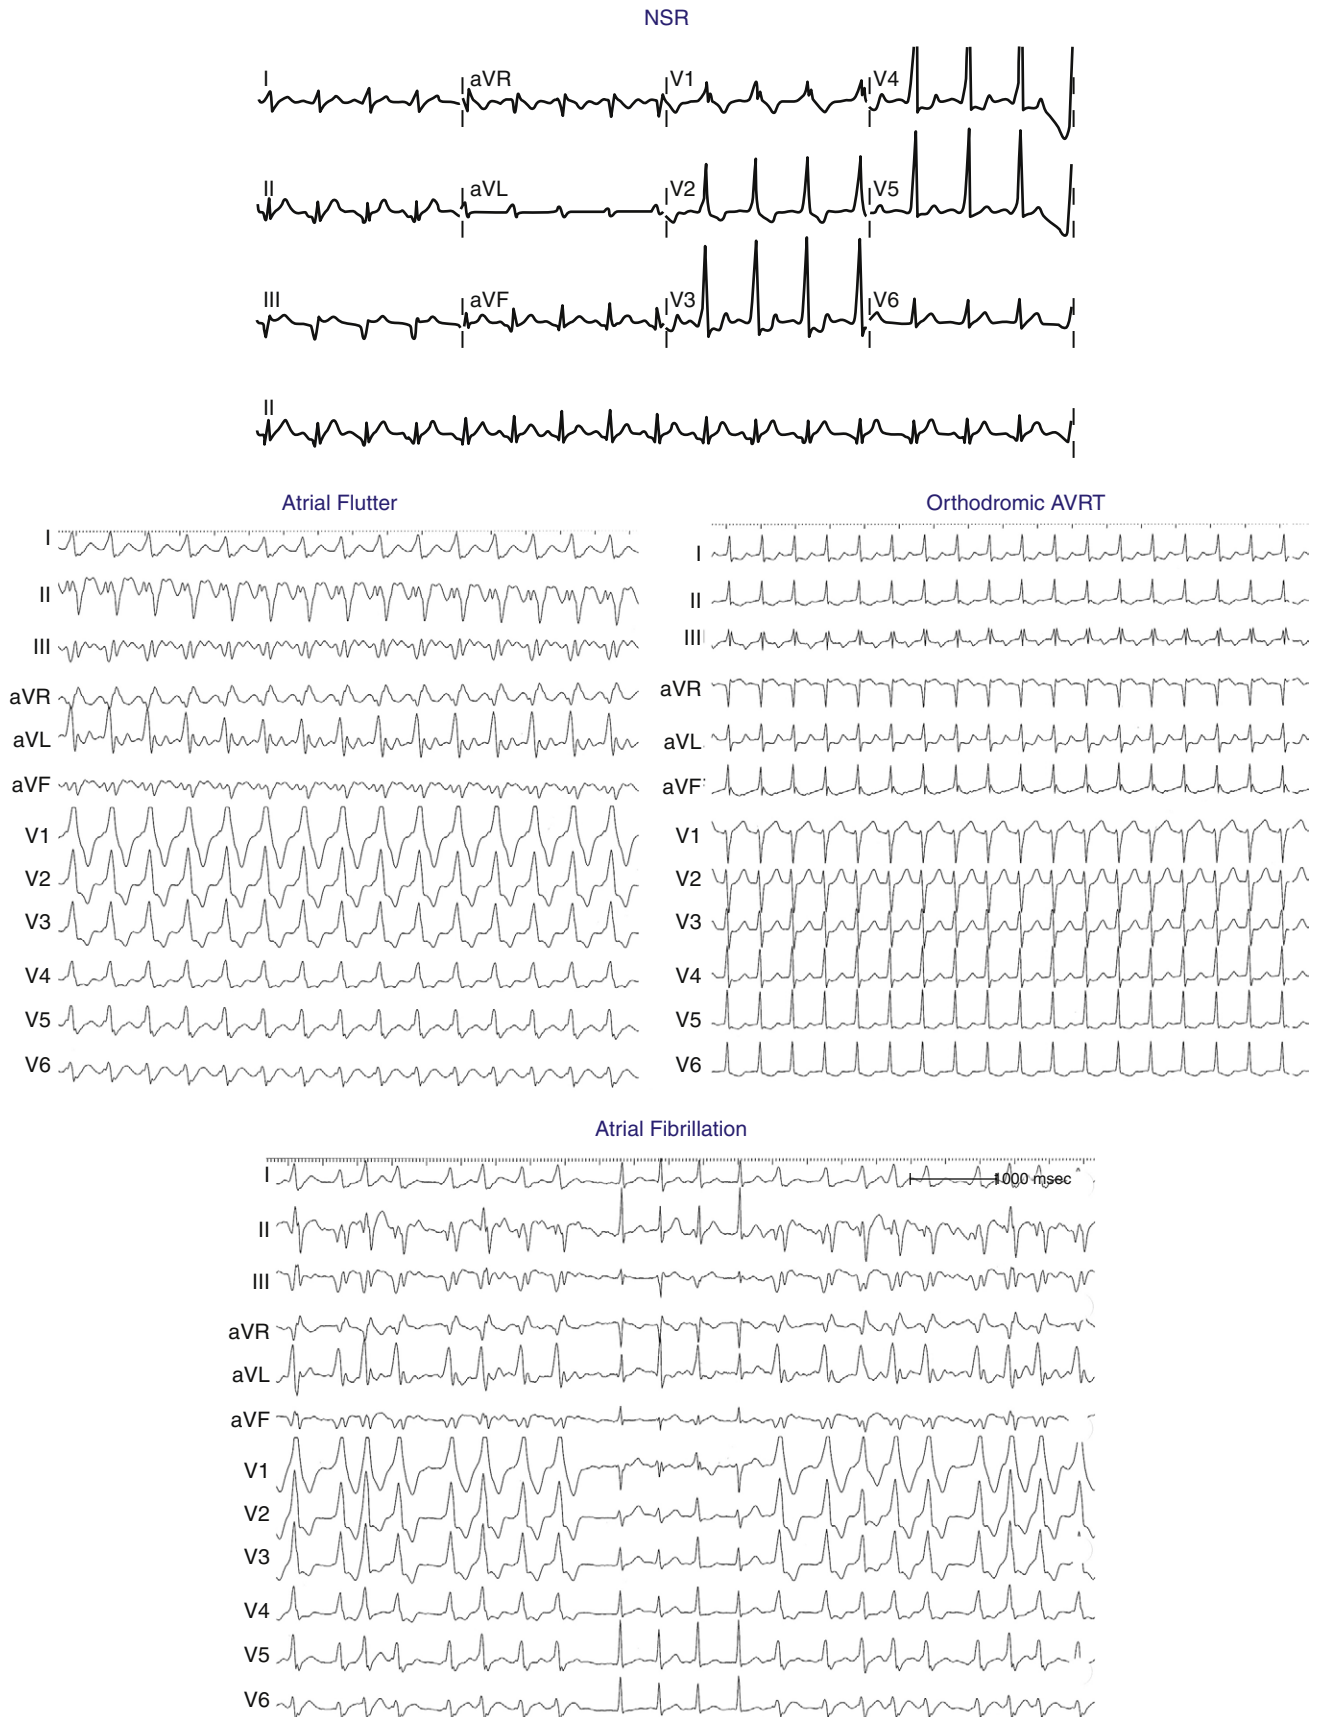 NSR
I aVR V1 V4
II aVL V2 V5
III aVF V3 V6
II
Atrial Flutter
I
II
III
aVR
aVL
aVF
V1
V2
V3
V4
V5
V6
Orthodromic AVRT
I
II
III
aVR
aVL
aVF
V1
V2
V3
V4
V5
V6
Atrial Fibrillation
I
1000 msec
II
III
aVR
aVL
aVF
V1
V2
V3
V4
V5
V6